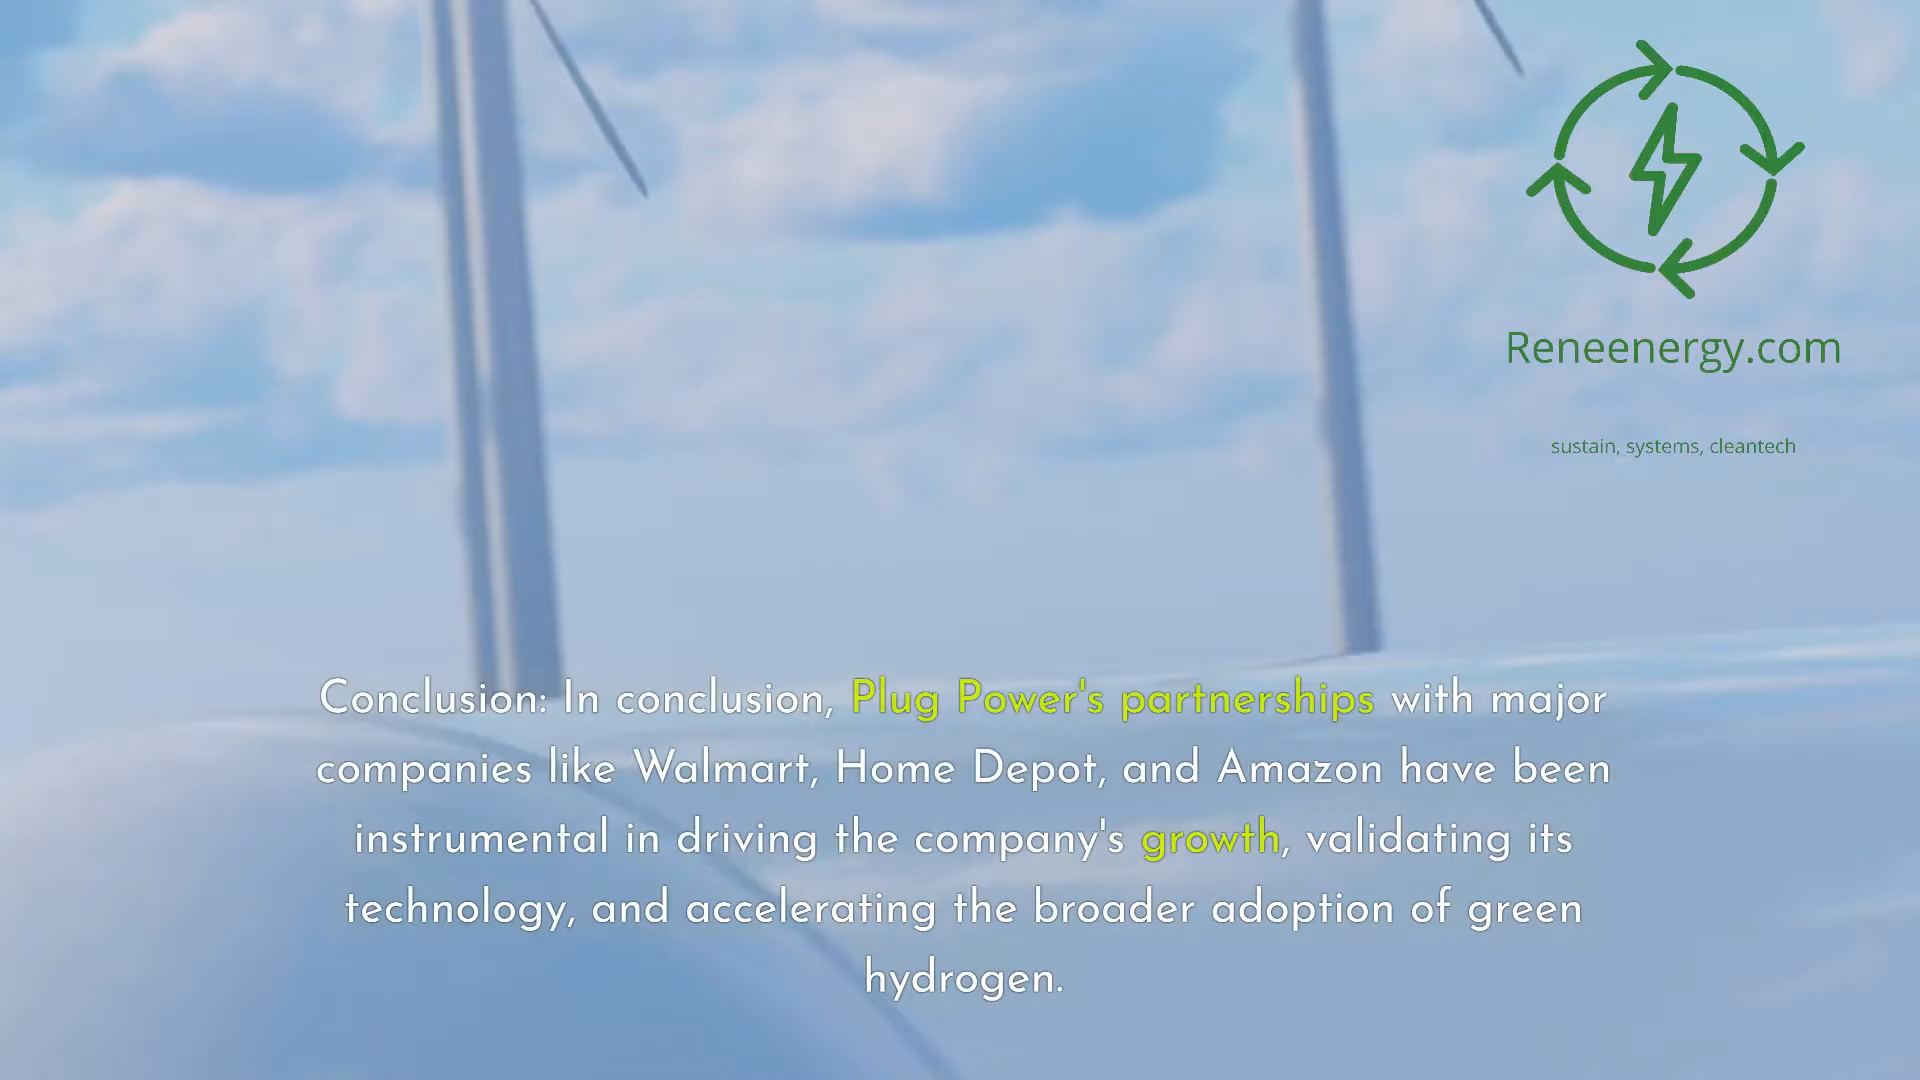 Reneenergy.com
sustain, systems, cleantech
Conclusion: In conclusion, Plug Power's partnerships with major
companies like Walmart, Home Depot, and Amazon have been
instrumental in driving the company's growth, validating its
technology, and accelerating the broader adoption of green
hydrogen.